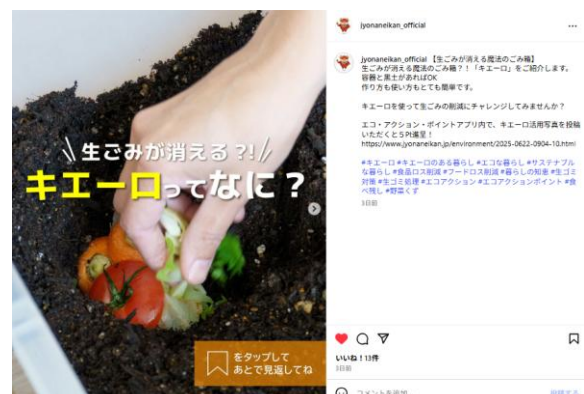 \ 生ごみが消える?! /
キエーロってなに?
をタップして
あとで見返してね
jyonaneikan_official
jyonaneikan_official 【生ごみが消える魔法のごみ箱】
生ごみが消える魔法のごみ箱?!「キエーロ」をご紹介します。
容器と黒土があればOK
作り方も使い方もとても簡単です。
キエーロを使って生ごみの削減にチャレンジしてみませんか?
エコ・アクション・ポイントアプリ内で、キエーロ活用写真を投稿
いただくと5Pt進呈!
https://www.jyonaneikan.jp/environment/2025-0622-0904-10.html
#キエーロ #キエーロのある暮らし #エコな暮らし #サステナブル
な暮らし #食品ロス削減 #フードロス削減 #暮らしの知恵 #生ゴミ
対策 #生ゴミ処理 #エコアクション #エコアクションポイント #食
べ残し #野菜くず
3日前
いいね!13件
3日前
コメントを追加